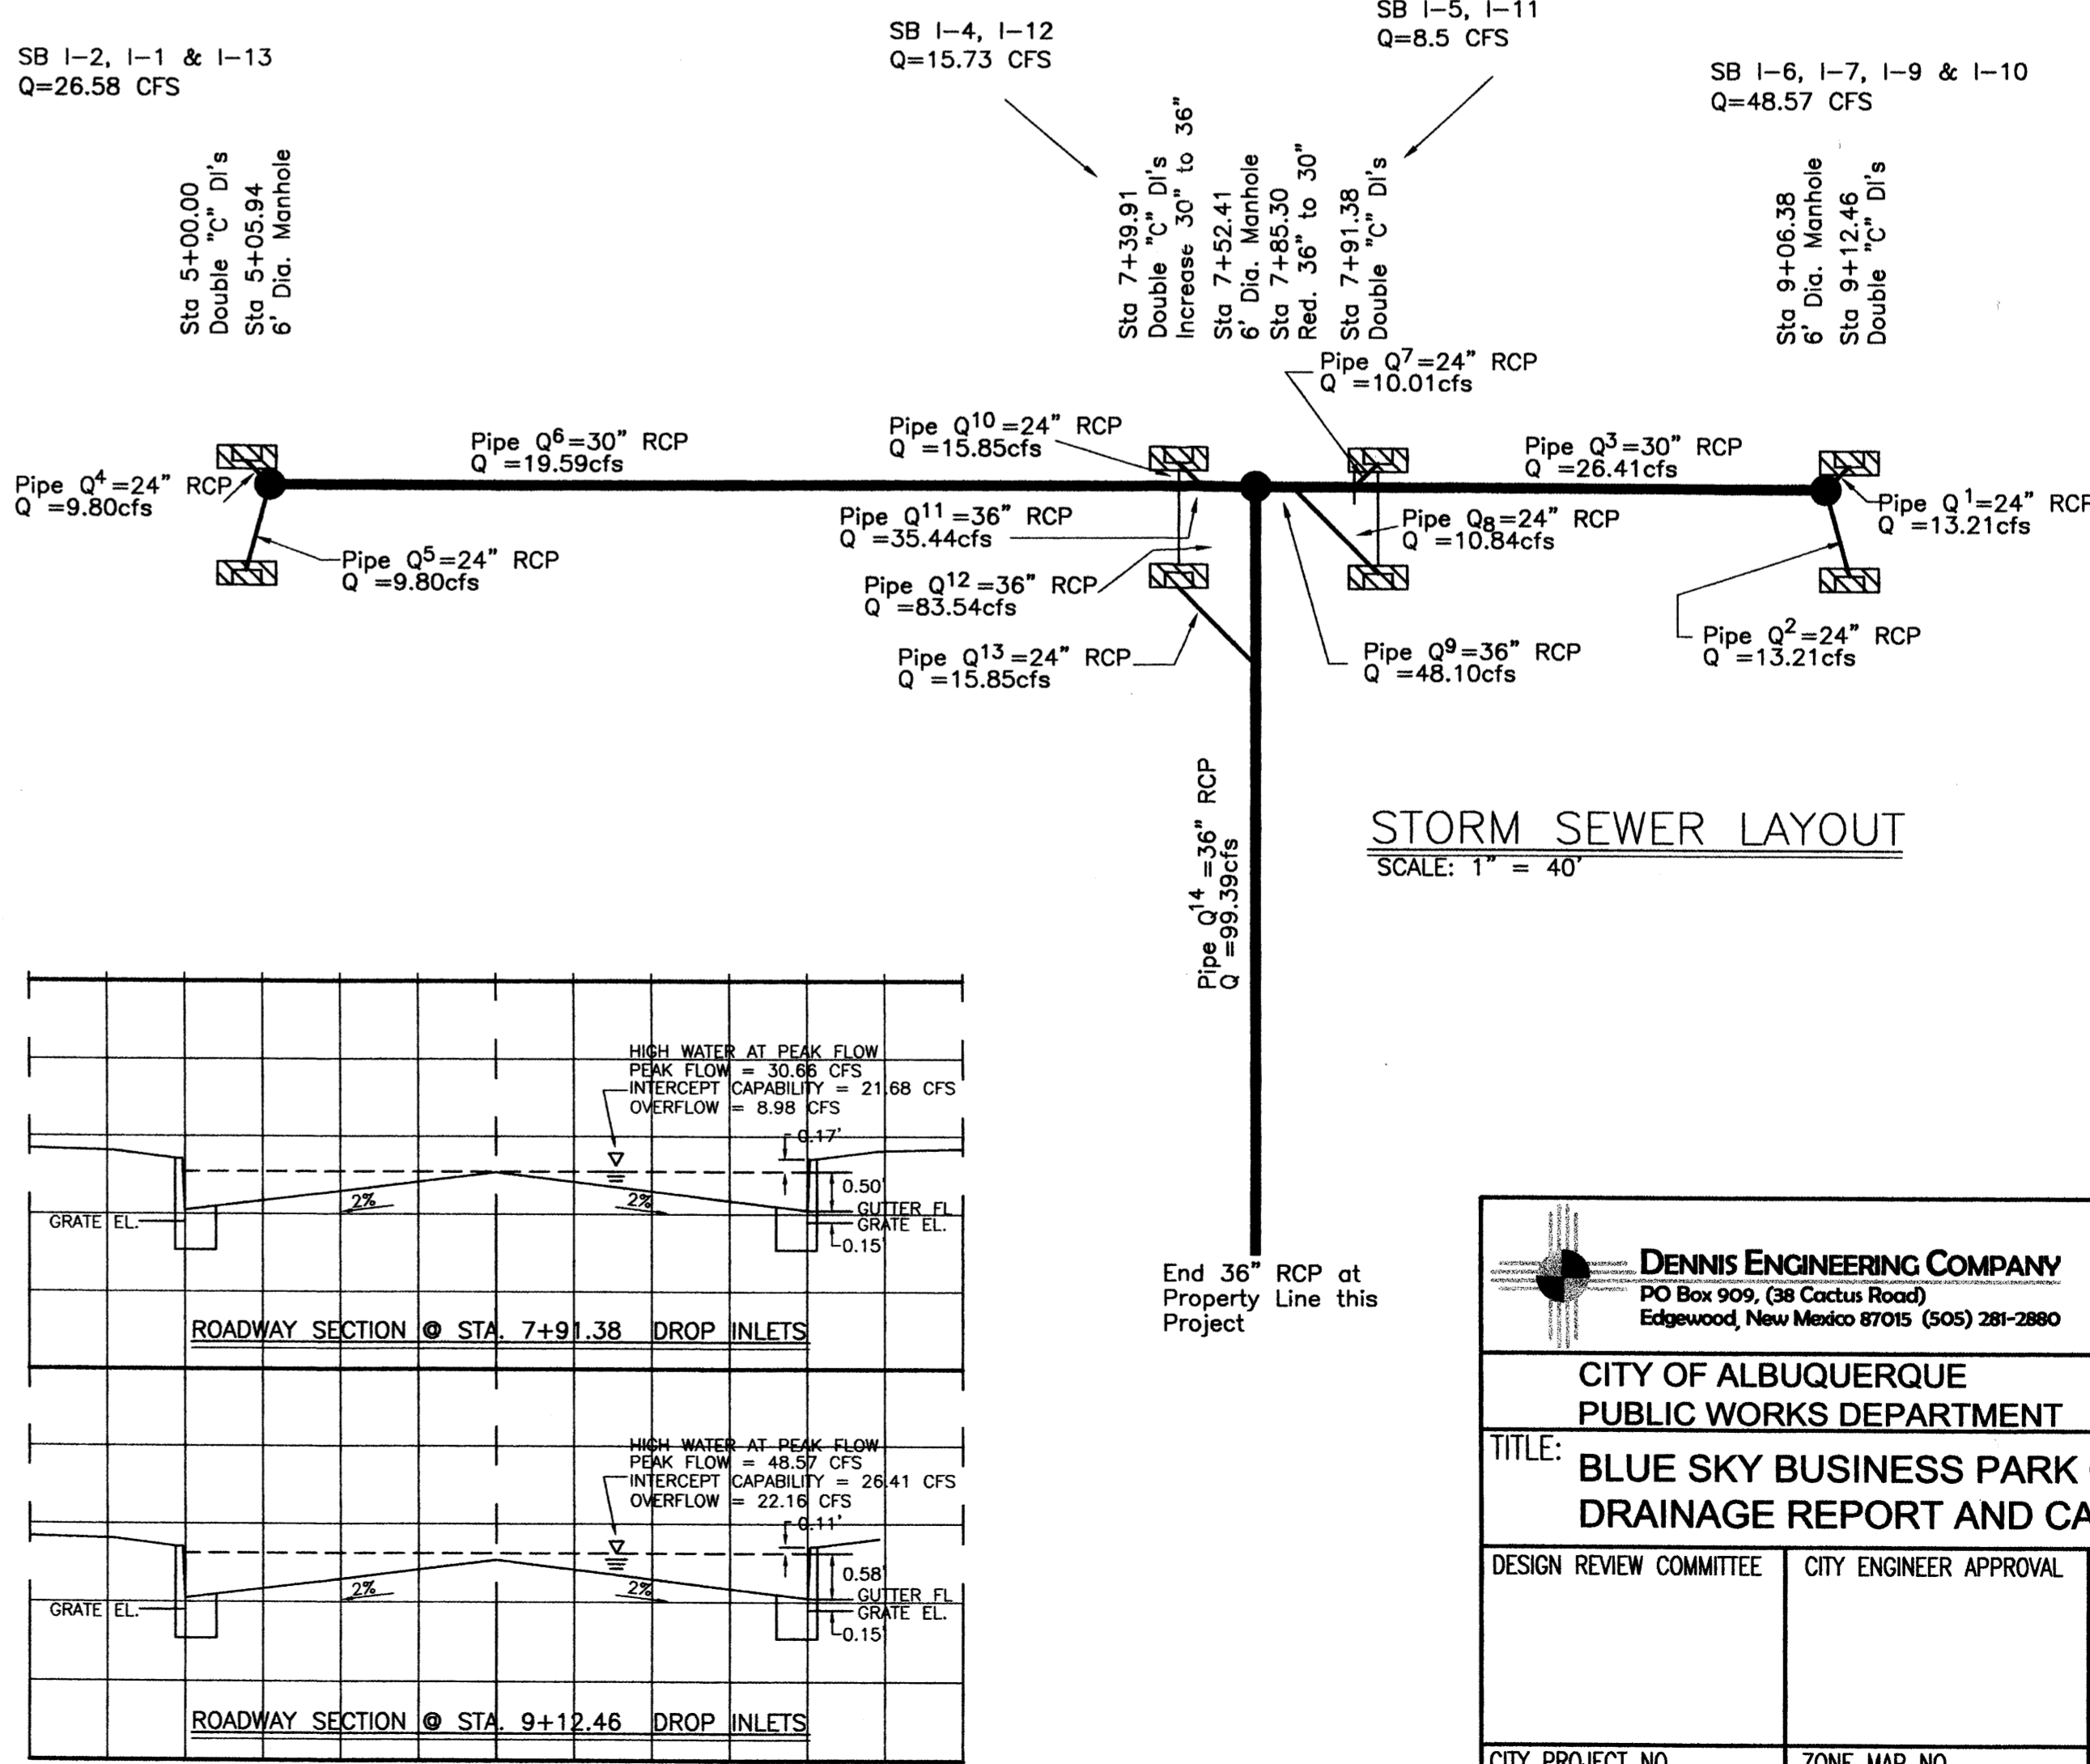 SB I-2, I-1 & I-13
Q=26.58 CFS
SB I-4, I-12
Q=15.73 CFS
SB I-5, I-11
Q=8.5 CFS
SB I-6, I-7, I-9 & I-10
Q=48.57 CFS
Sta 5+00.00
Double "C" DI's
Sta 5+05.94
6' Dia. Manhole
Sta 7+39.91
Double "C" DI's
Increase 30" to 36"
Sta 7+52.41
6' Dia. Manhole
Sta 7+85.30
Red. 36" to 30"
Sta 7+91.38
Double "C" DI's
Sta 9+06.38
6' Dia. Manhole
Sta 9+12.46
Double "C" DI's
Pipe Q7=24" RCP
Q =10.01cfs
Pipe Q6=30" RCP
Q =19.59cfs
Pipe Q10=24" RCP
Q =15.85cfs
Pipe Q3=30" RCP
Q =26.41cfs
Pipe Q4=24" RCP
Q =9.80cfs
Pipe Q1=24" RCP
Q =13.21cfs
Pipe Q11=36" RCP
Q =35.44cfs
Pipe Q8=24" RCP
Q =10.84cfs
Pipe Q5=24" RCP
Q =9.80cfs
Pipe Q12=36" RCP
Q =83.54cfs
Pipe Q2=24" RCP
Q =13.21cfs
Pipe Q13=24" RCP
Q =15.85cfs
Pipe Q9=36" RCP
Q =48.10cfs
Pipe Q14=36" RCP
Q =99.39cfs
STORM SEWER LAYOUT
SCALE: 1" = 40'
End 36" RCP at
Property Line this
Project
HIGH WATER AT PEAK FLOW
PEAK FLOW = 30.66 CFS
INTERCEPT CAPABILITY = 21.68 CFS
OVERFLOW = 8.98 CFS
0.17'
0.50'
2%
2%
GUTTER FL
GRATE EL.
GRATE EL.
0.15'
ROADWAY SECTION @ STA. 7+91.38 DROP INLETS
HIGH WATER AT PEAK FLOW
PEAK FLOW = 48.57 CFS
INTERCEPT CAPABILITY = 26.41 CFS
OVERFLOW = 22.16 CFS
0.11'
0.58'
2%
2%
GUTTER FL
GRATE EL.
GRATE EL.
0.15'
ROADWAY SECTION @ STA. 9+12.46 DROP INLETS
DENNIS ENGINEERING COMPANY
PO Box 909, (38 Cactus Road)
Edgewood, New Mexico 87015 (505) 281-2880
CITY OF ALBUQUERQUE
PUBLIC WORKS DEPARTMENT
TITLE:
BLUE SKY BUSINESS PARK
DRAINAGE REPORT AND CA
DESIGN REVIEW COMMITTEE
CITY ENGINEER APPROVAL
CITY PROJECT NO.
ZONE MAP NO.